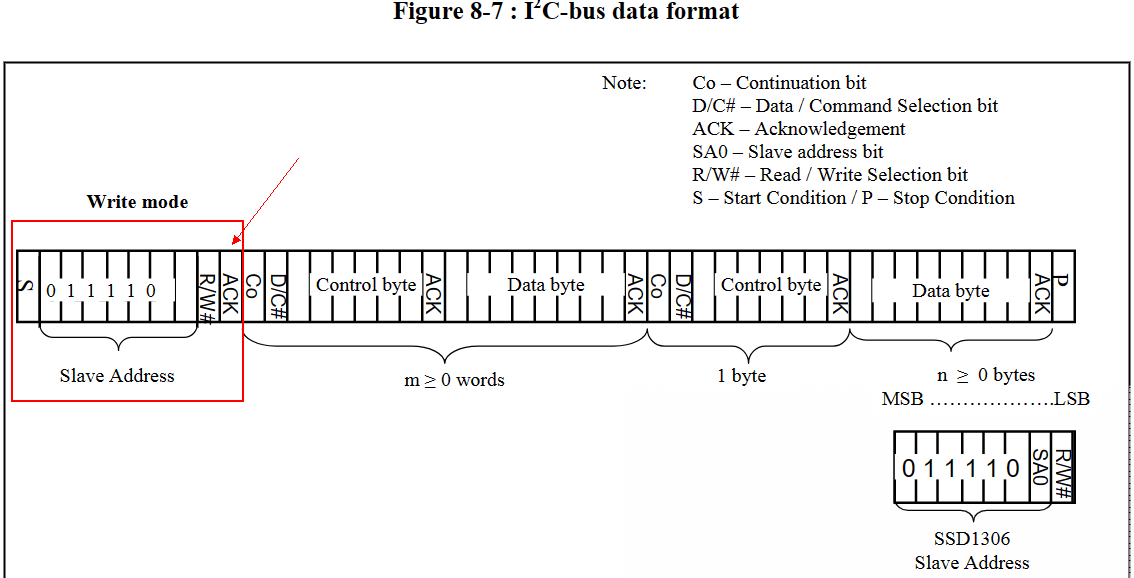 Figure 8-7 : I²C-bus data format
Note:
Co – Continuation bit
D/C# – Data / Command Selection bit
ACK – Acknowledgement
SA0 – Slave address bit
R/W# – Read / Write Selection bit
S – Start Condition / P – Stop Condition
Write mode
S 0 1 1 1 1 0 R/W# ACK Co D/C# Control byte ACK Data byte ACK Co D/C# Control byte ACK Data byte ACK P
Slave Address
m ≥ 0 words
1 byte
n ≥ 0 bytes
MSB ………………….LSB
0 1 1 1 1 0 SA0 R/W#
SSD1306
Slave Address